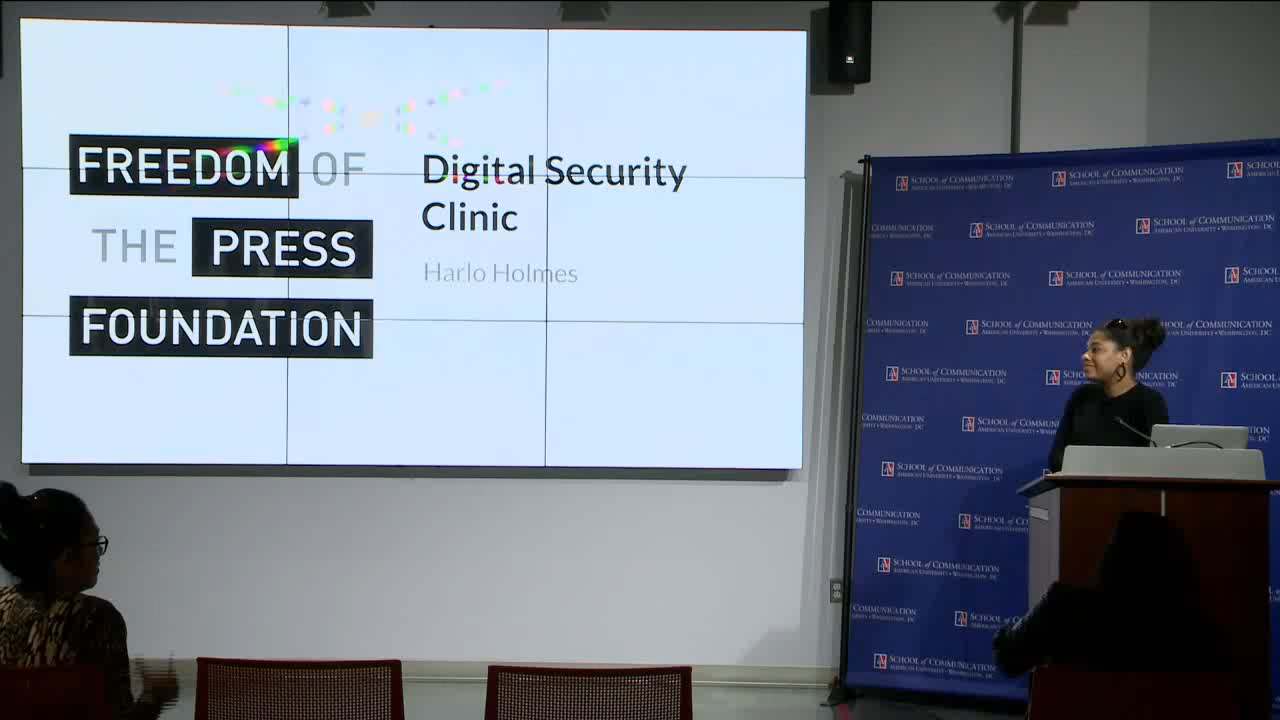 FREEDOM OF
THE PRESS
FOUNDATION
Digital Security
Clinic
Harlo Holmes
SCHOOL of COMMUNICATION
AMERICAN UNIVERSITY • WASHINGTON, DC